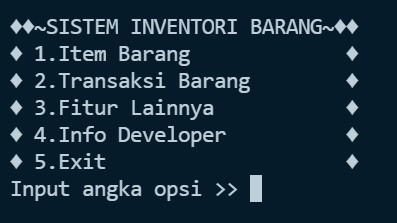 ♦♦~SISTEM INVENTORI BARANG~♦♦
♦ 1.Item Barang ♦
♦ 2.Transaksi Barang ♦
♦ 3.Fitur Lainnya ♦
♦ 4.Info Developer ♦
♦ 5.Exit ♦
Input angka opsi >>